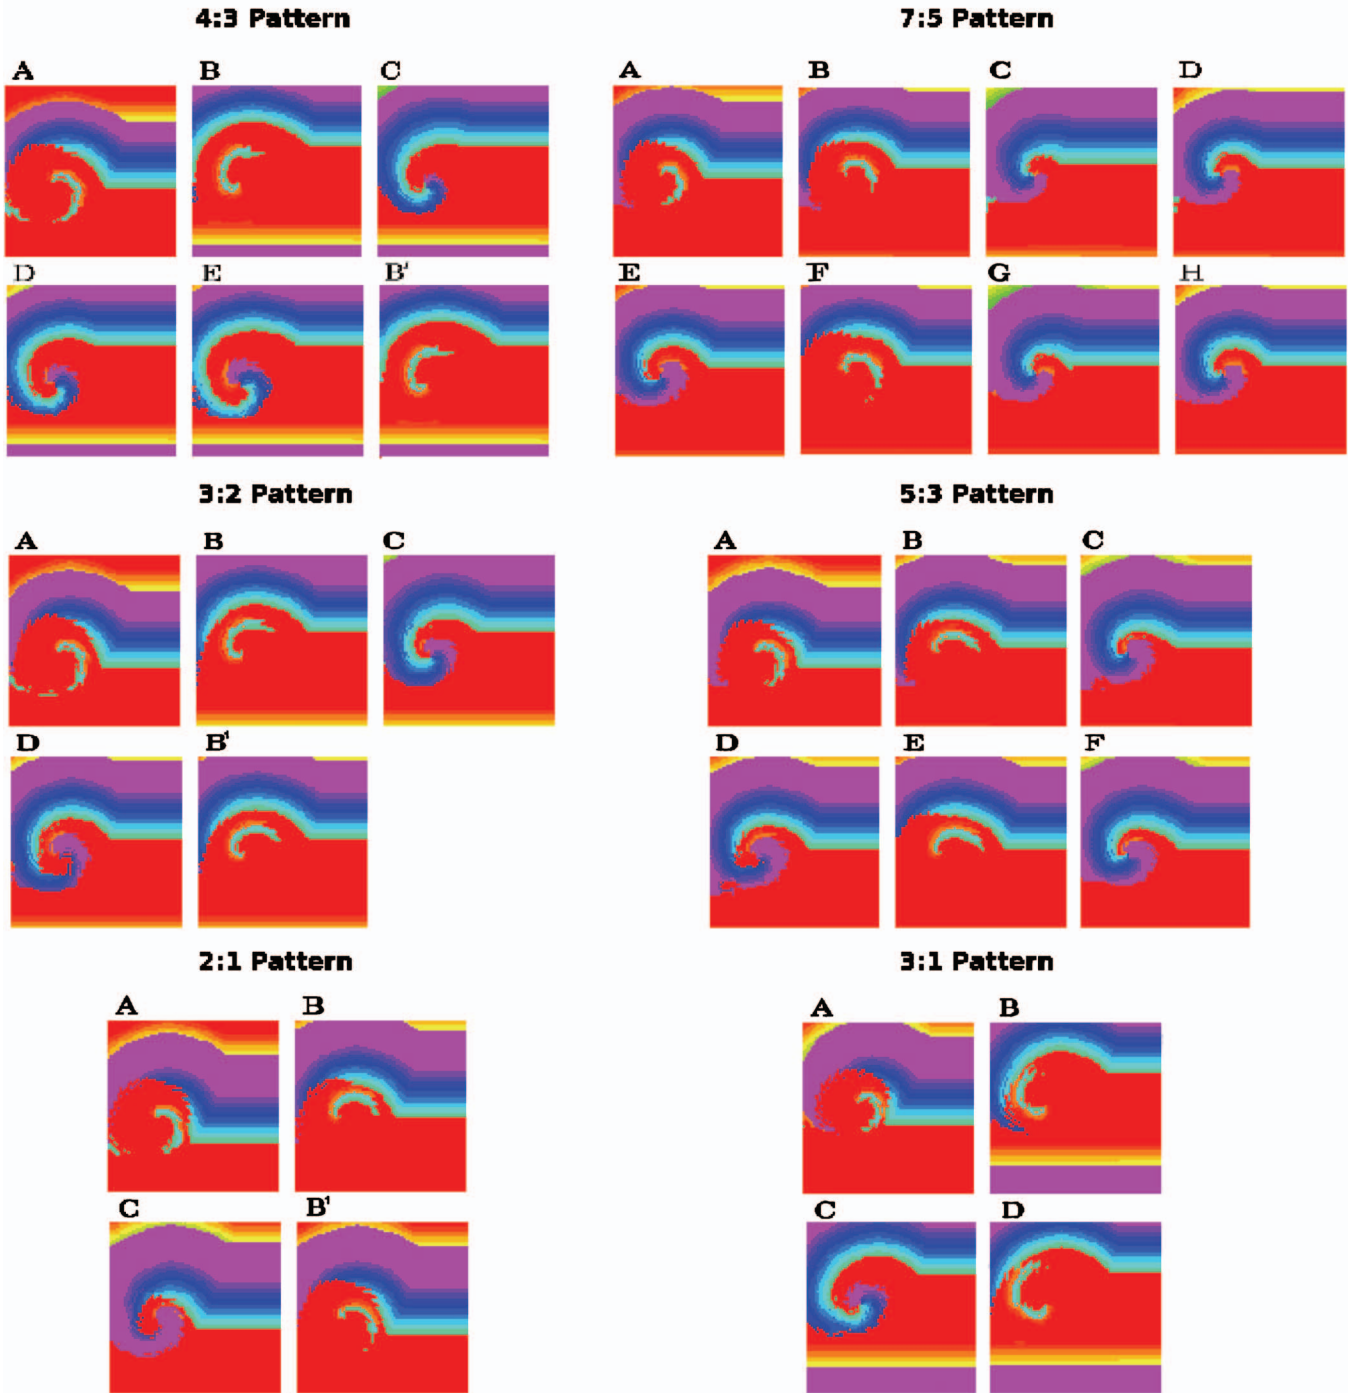 4:3 Pattern
7:5 Pattern
A B C
A B C D
D E B'
E F G H
3:2 Pattern
5:3 Pattern
A B C
A B C
D B'
D E F
2:1 Pattern
3:1 Pattern
A B
A B
C B'
C D